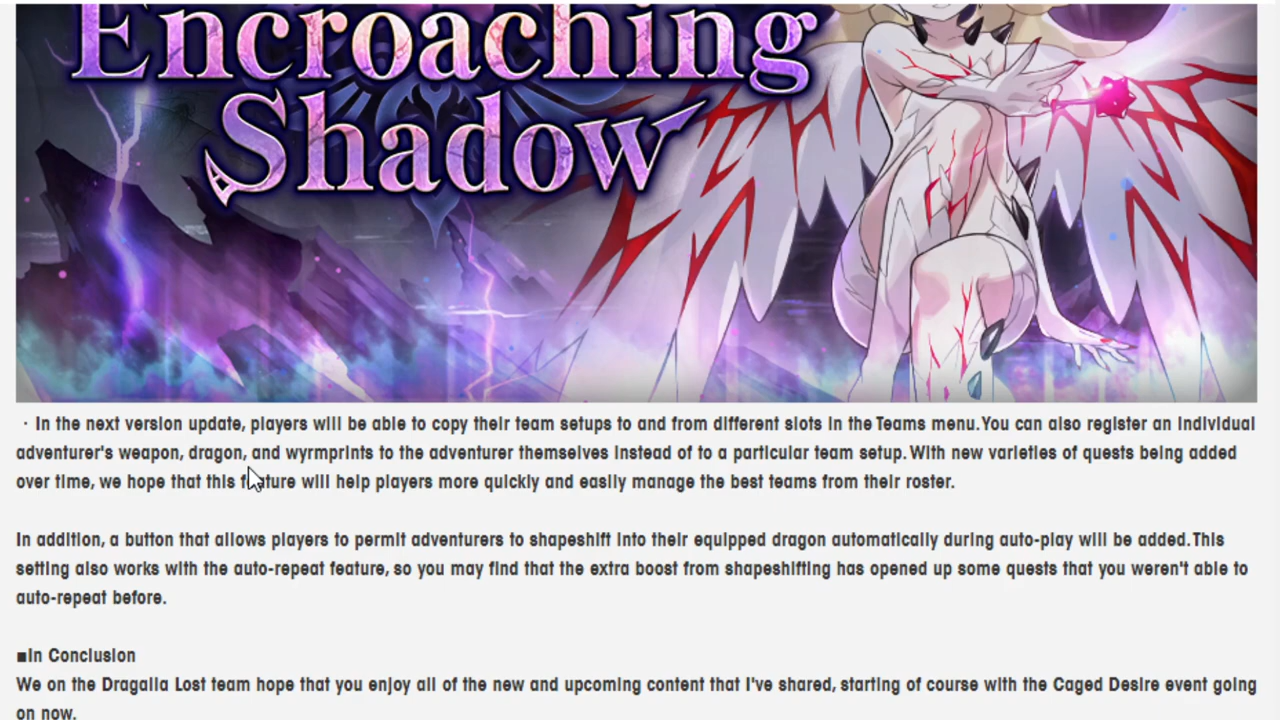 Encroaching
Shadow
· In the next version update, players will be able to copy their team setups to and from different slots in the Teams menu. You can also register an individual
adventurer's weapon, dragon, and wyrmprints to the adventurer themselves instead of to a particular team setup. With new varieties of quests being added
over time, we hope that this feature will help players more quickly and easily manage the best teams from their roster.
In addition, a button that allows players to permit adventurers to shapeshift into their equipped dragon automatically during auto-play will be added. This
setting also works with the auto-repeat feature, so you may find that the extra boost from shapeshifting has opened up some quests that you weren't able to
auto-repeat before.
■In Conclusion
We on the Dragalia Lost team hope that you enjoy all of the new and upcoming content that I've shared, starting of course with the Caged Desire event going
on now.